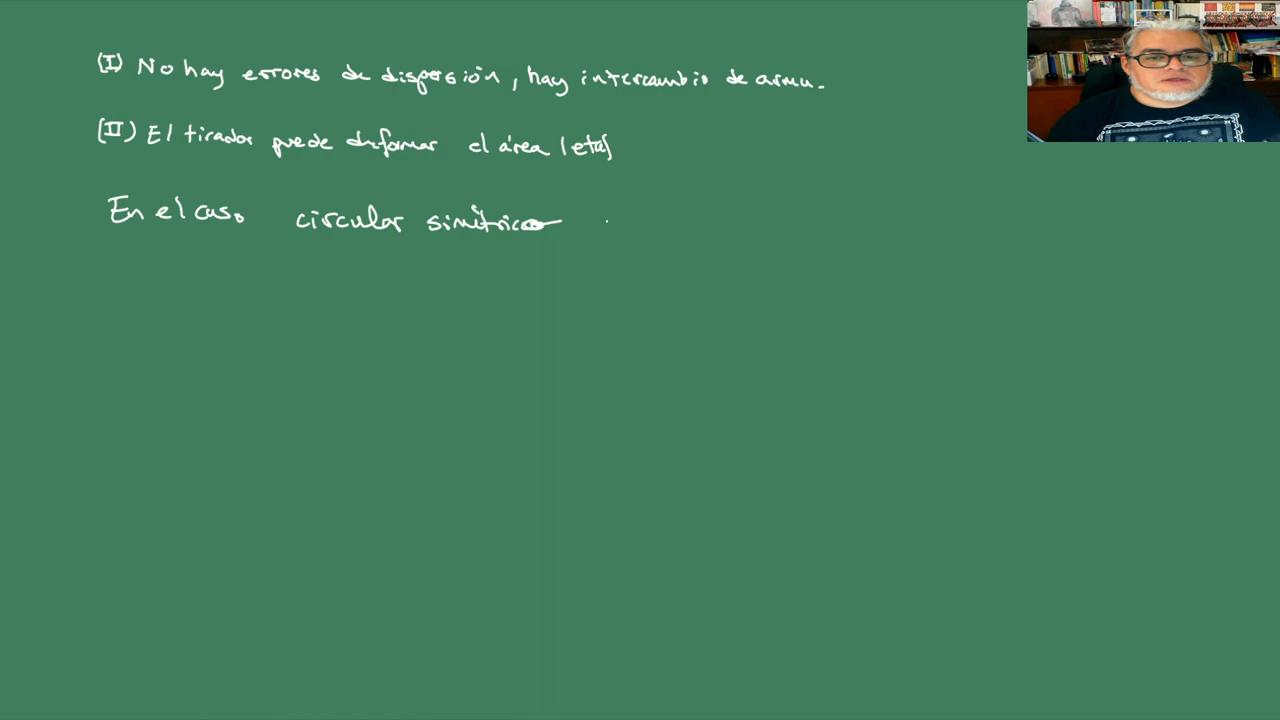 (I) No hay errores de dispersión, hay intercambio de arma.
(II) El tirador puede deformar el área letal
En el caso circular simétrico